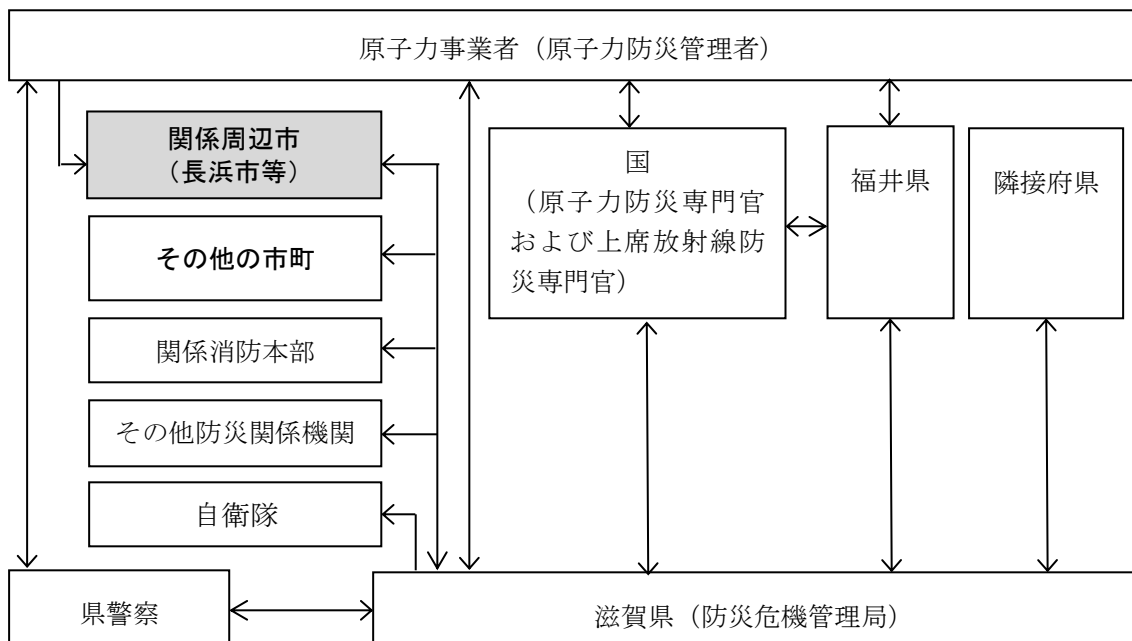 原子力事業者（原子力防災管理者）
関係周辺市
（長浜市等）
その他の市町
関係消防本部
その他防災関係機関
自衛隊
国
（原子力防災専門官
および上席放射線防
災専門官）
福井県
隣接府県
県警察
滋賀県（防災危機管理局）